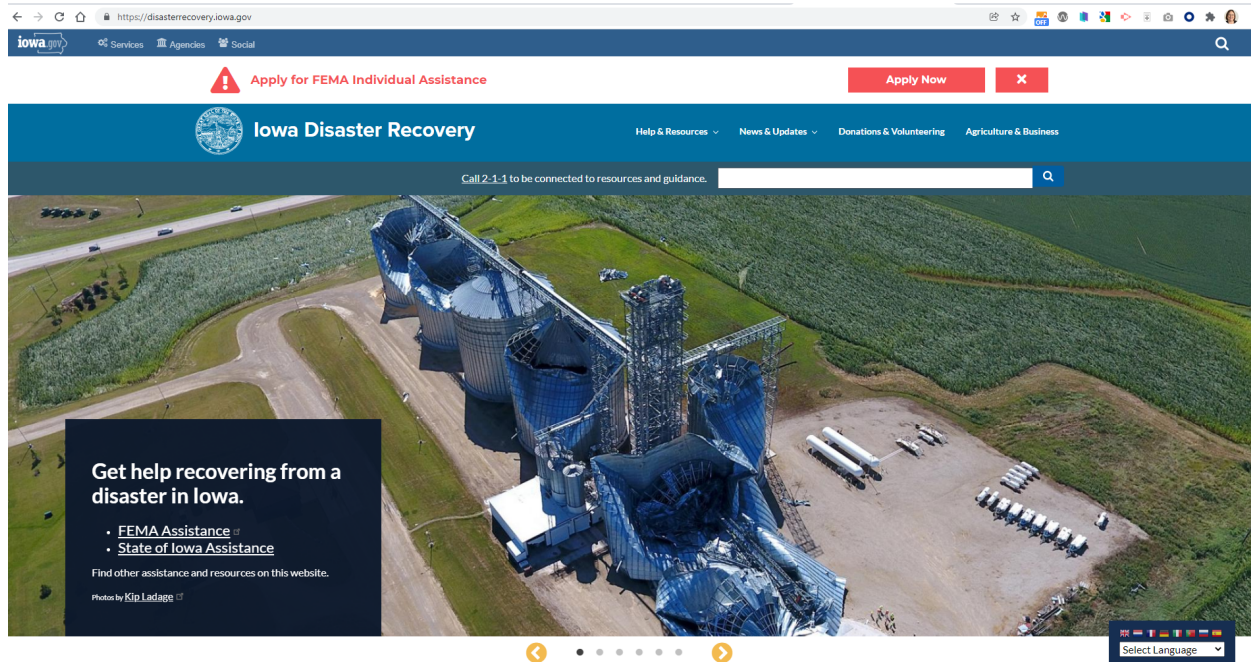 https://disasterrecovery.iowa.gov
OFF
iowa.gov
Services Agencies Social
Apply for FEMA Individual Assistance
Apply Now
Iowa Disaster Recovery
Help & Resources News & Updates Donations & Volunteering Agriculture & Business
Call 2-1-1 to be connected to resources and guidance.
Get help recovering from a
disaster in Iowa.
FEMA Assistance
State of Iowa Assistance
Find other assistance and resources on this website.
Photos by Kip Ladage
Select Language